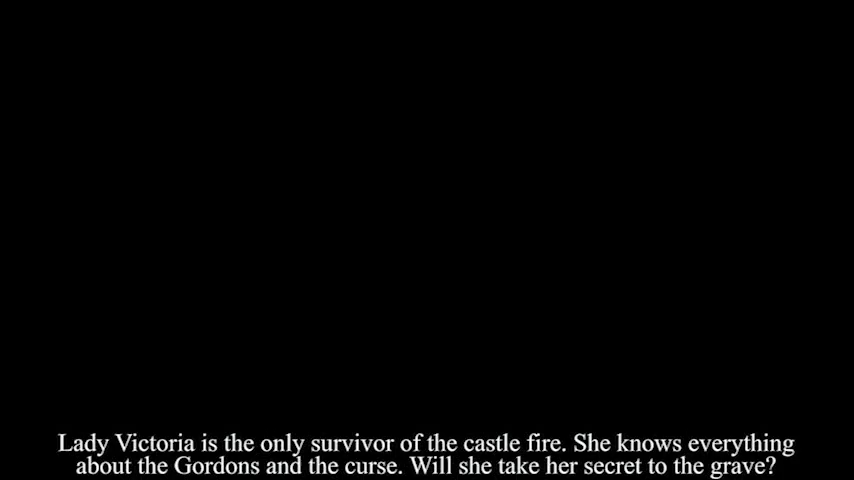 Lady Victoria is the only survivor of the castle fire. She knows everything
about the Gordons and the curse. Will she take her secret to the grave?